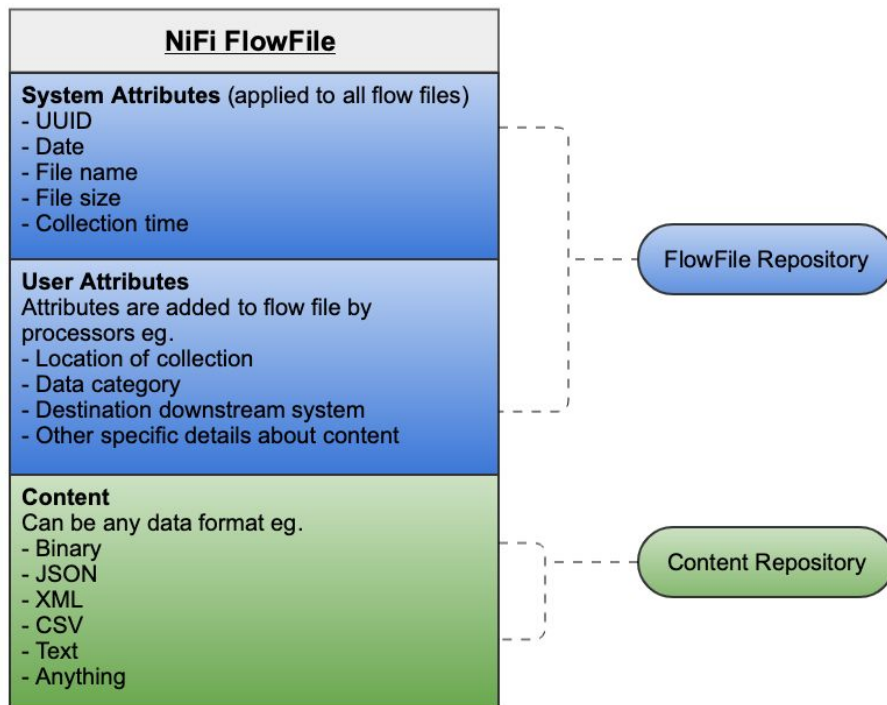 NiFi FlowFile
System Attributes (applied to all flow files)
- UUID
- Date
- File name
- File size
- Collection time
User Attributes
Attributes are added to flow file by
processors eg.
- Location of collection
- Data category
- Destination downstream system
- Other specific details about content
Content
Can be any data format eg.
- Binary
- JSON
- XML
- CSV
- Text
- Anything
FlowFile Repository
Content Repository